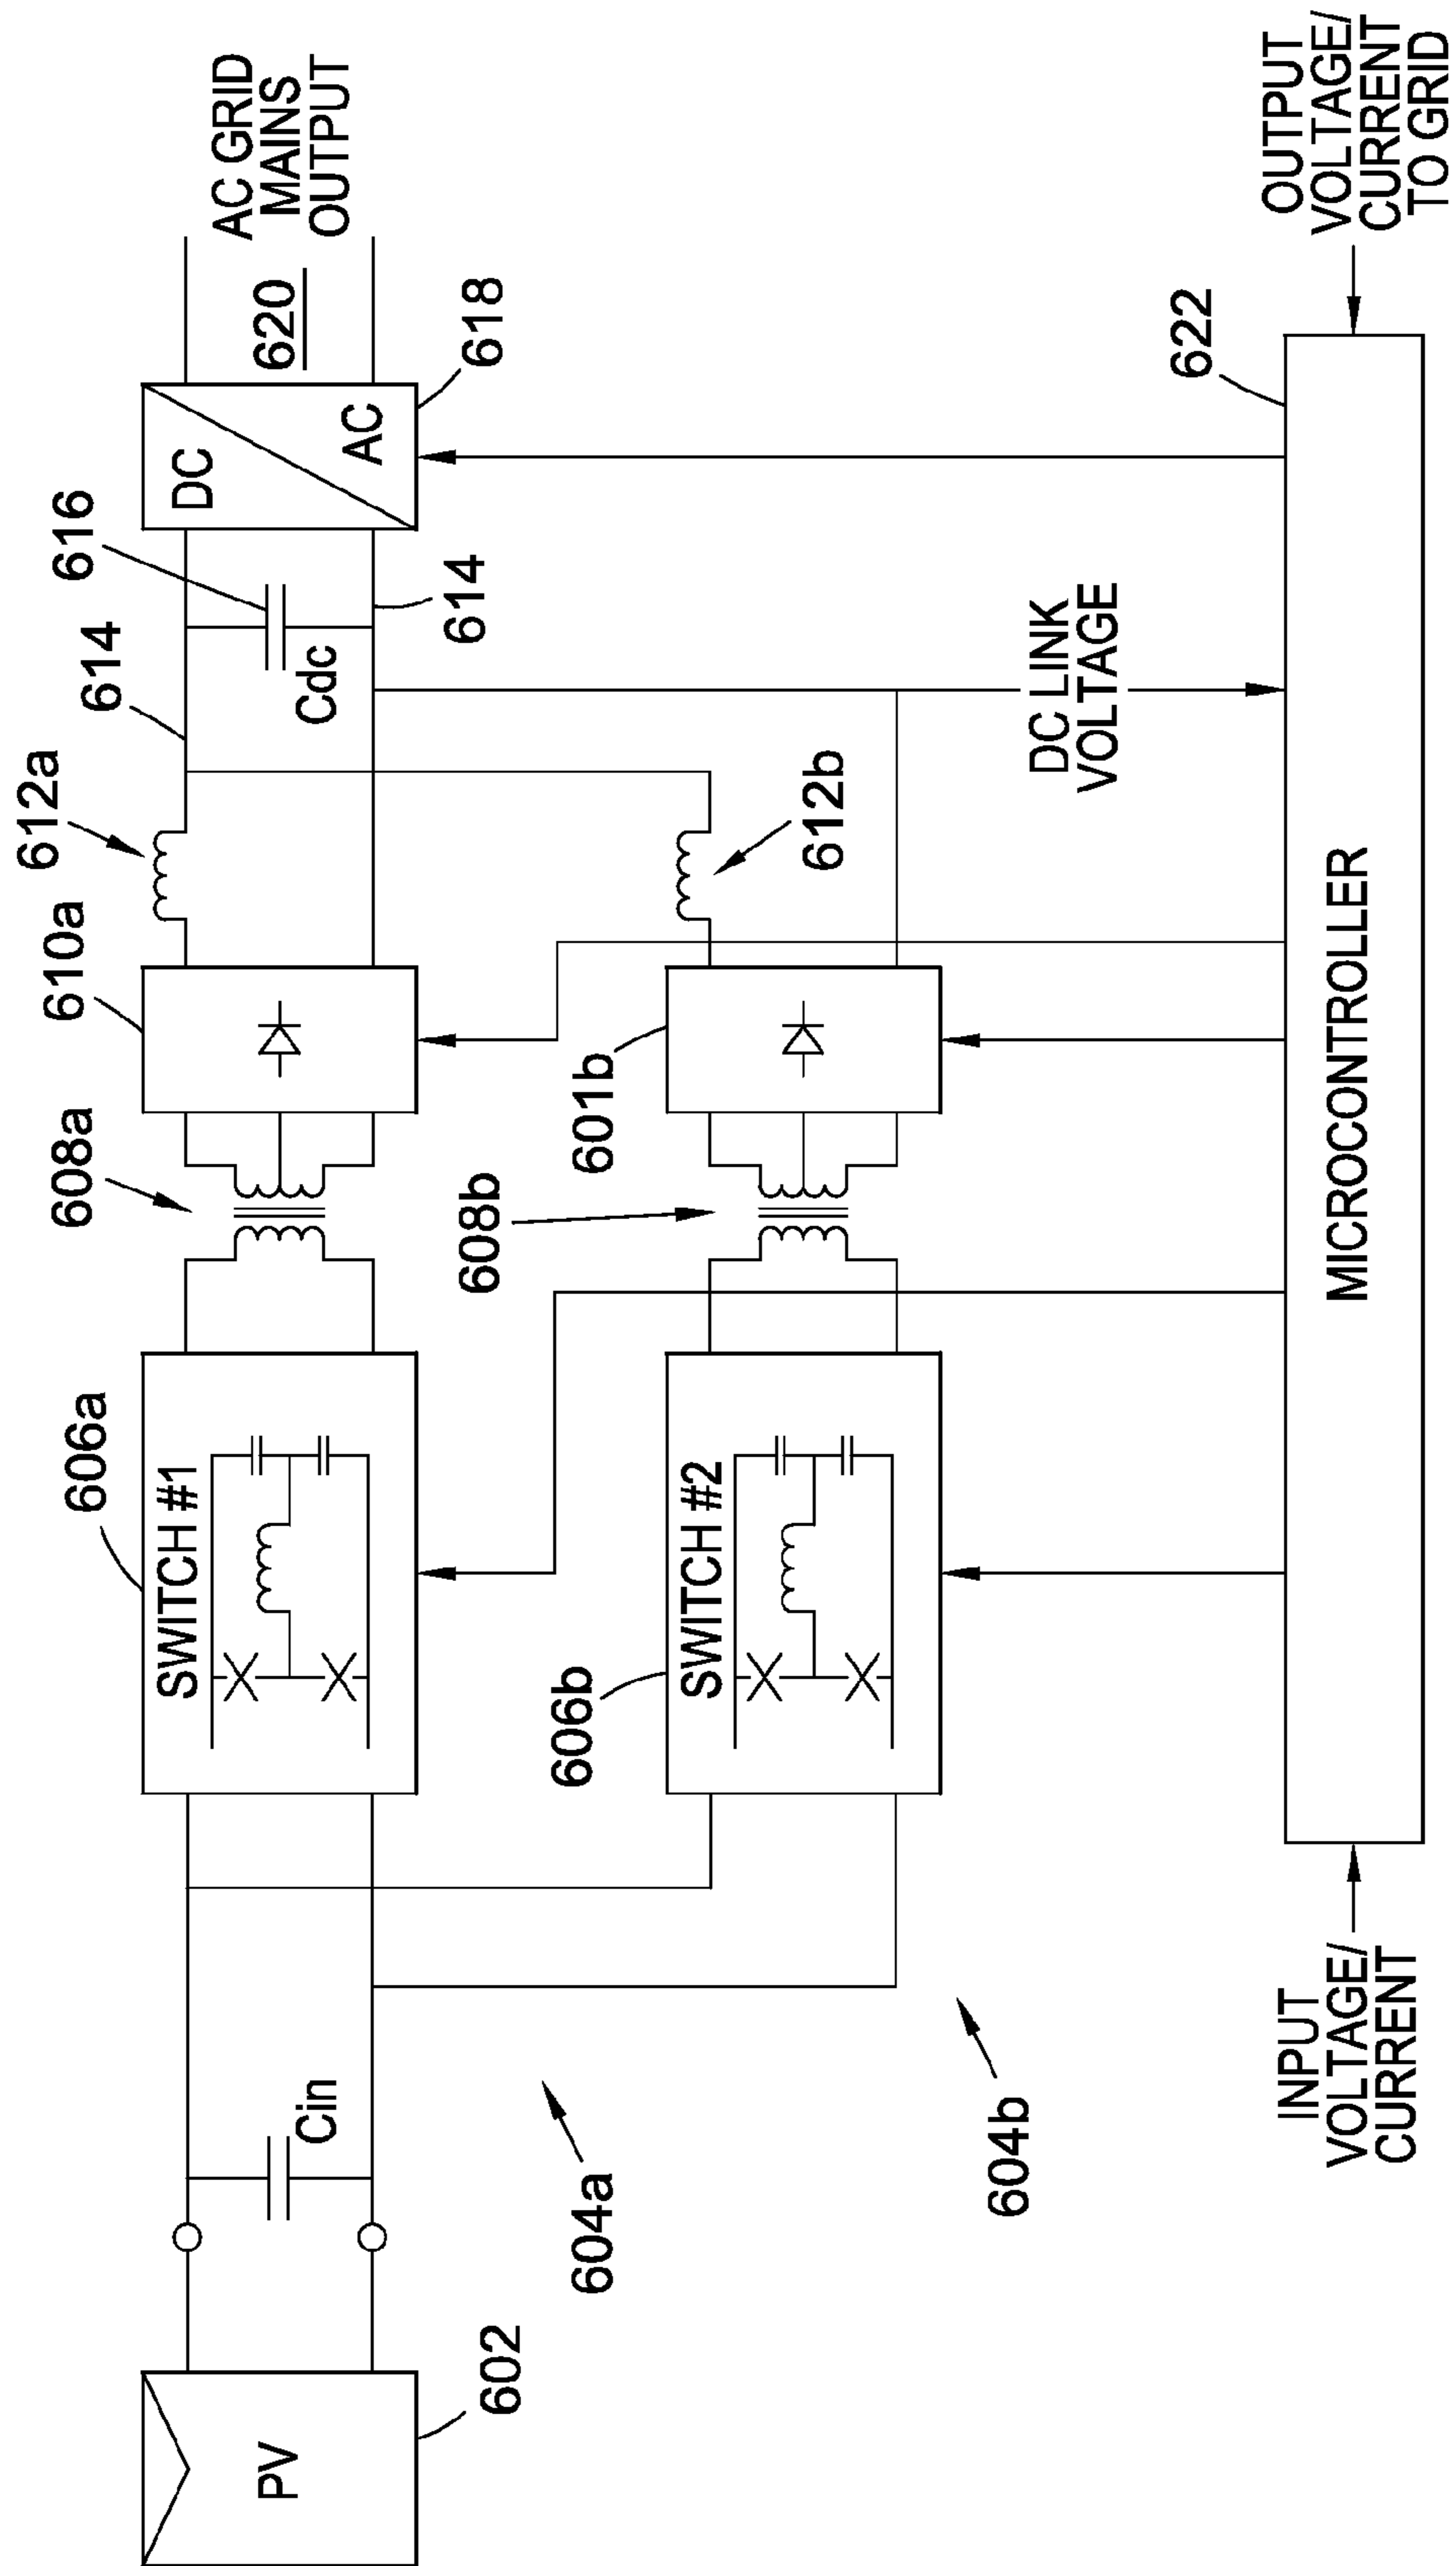 612a
614
616
AC GRID
MAINS
OUTPUT
606a
608a
610a
620
SWITCH #1
DC
PV
Cin
Cdc
AC
602
604a
606b
608b
601b
612b
614
618
SWITCH #2
604b
DC LINK
VOLTAGE
622
INPUT
VOLTAGE/
CURRENT
MICROCONTROLLER
OUTPUT
VOLTAGE/
CURRENT
TO GRID